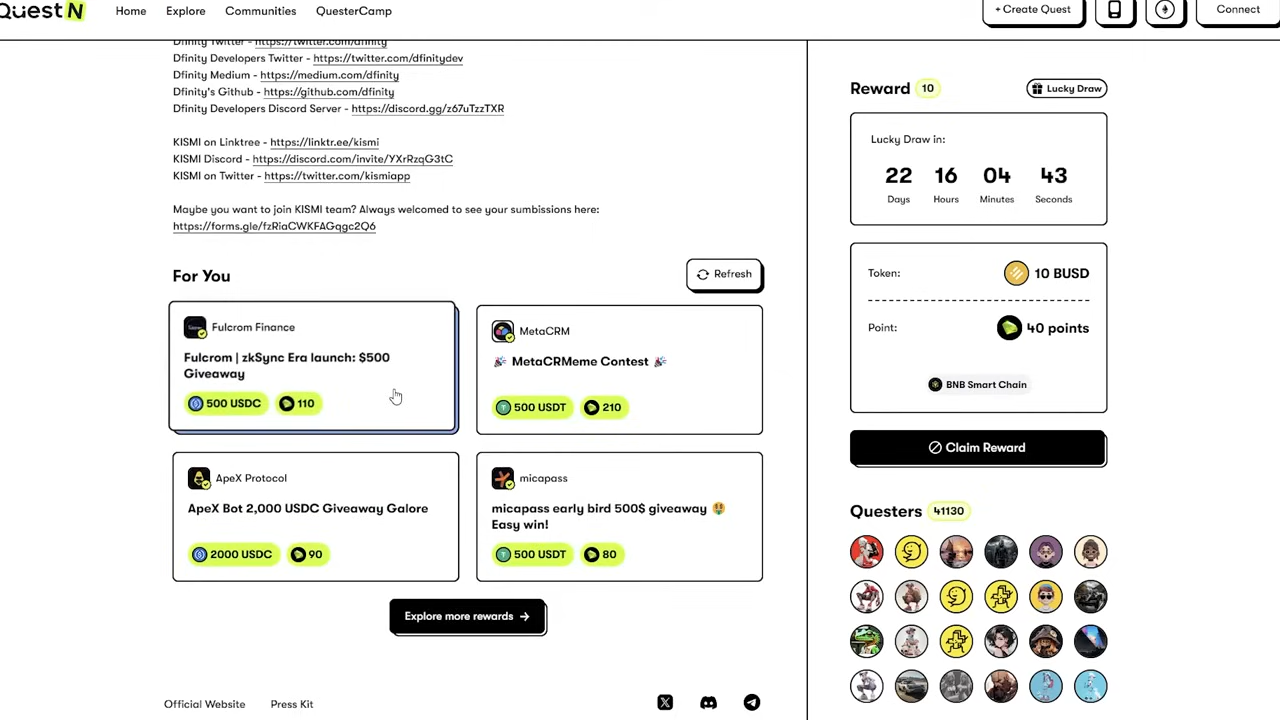 QuestN
Home
Explore
Communities
QuesterCamp
+ Create Quest
Connect
Dfinity Twitter - https://twitter.com/dfinity
Dfinity Developers Twitter - https://twitter.com/dfinitydev
Dfinity Medium - https://medium.com/dfinity
Dfinity's Github - https://github.com/dfinity
Dfinity Developers Discord Server - https://discord.gg/z67uTzzTXR
KISMI on Linktree - https://linktr.ee/kismi
KISMI Discord - https://discord.com/invite/YXrRzqG3tC
KISMI on Twitter - https://twitter.com/kismiapp
Maybe you want to join KISMI team? Always welcomed to see your sumbissions here:
https://forms.gle/fzRiaCWKFAGqgc2Q6
For You
Refresh
Fulcrom Finance
Fulcrom | zkSync Era launch: $500
Giveaway
500 USDC
110
MetaCRM
🎉 MetaCRMeme Contest 🎉
500 USDT
210
ApeX Protocol
ApeX Bot 2,000 USDC Giveaway Galore
2000 USDC
90
micapass
micapass early bird 500$ giveaway 🤑
Easy win!
500 USDT
80
Explore more rewards →
Official Website
Press Kit
Reward 10
Lucky Draw
Lucky Draw in:
22 16 04 43
Days Hours Minutes Seconds
Token: 10 BUSD
Point: 40 points
BNB Smart Chain
Claim Reward
Questers 41130